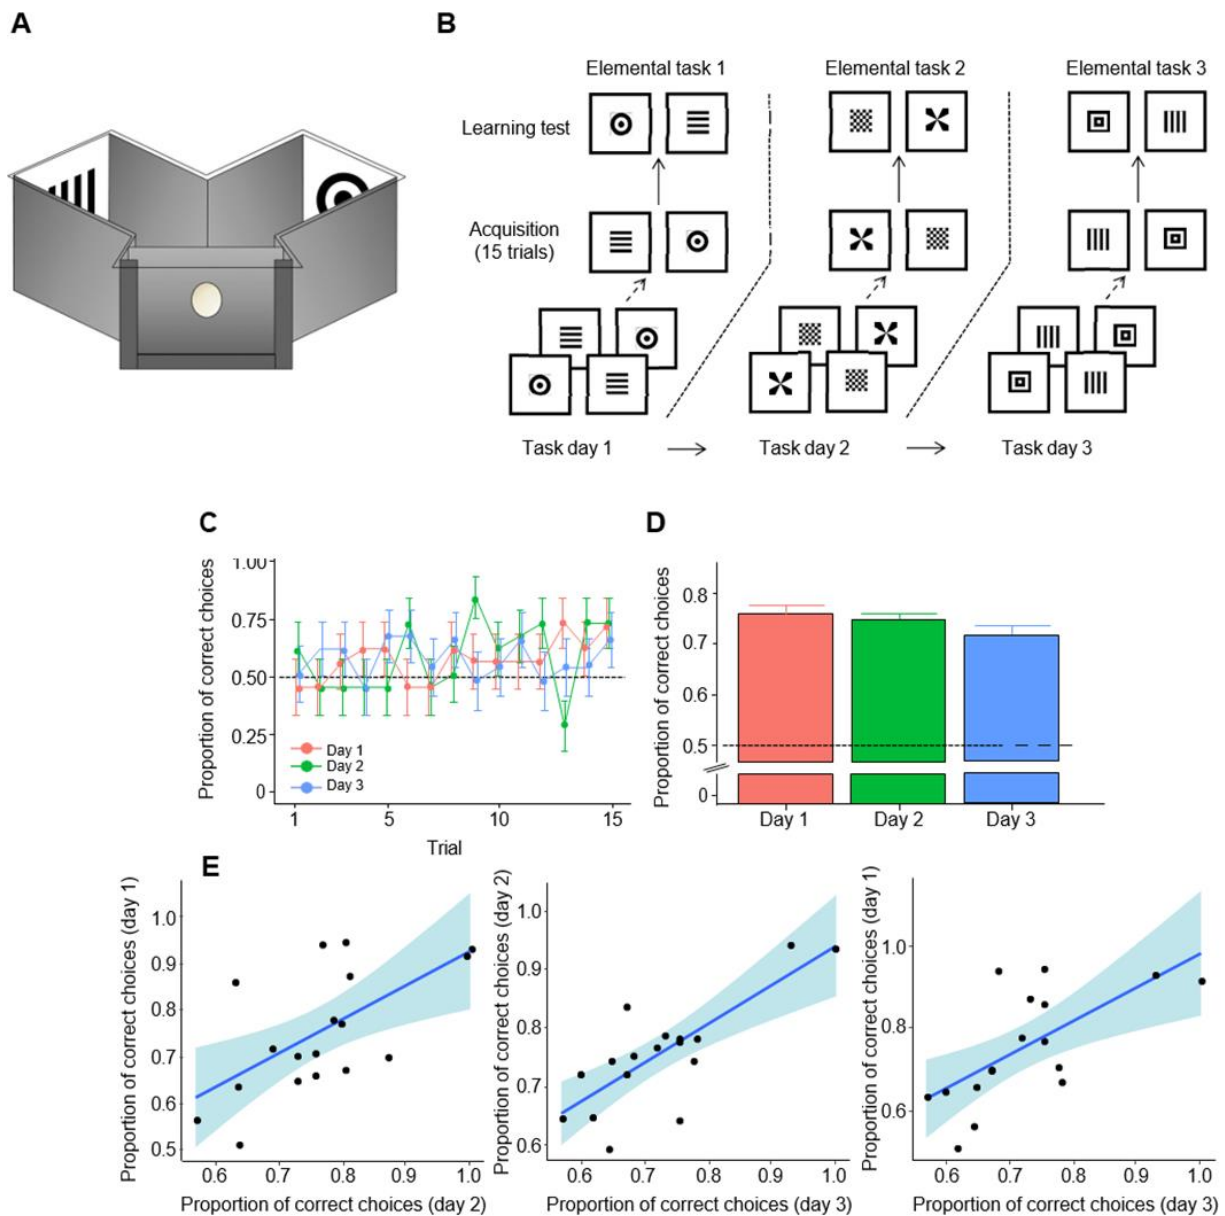 A
B
Elemental task 1
Elemental task 2
Elemental task 3
Learning test
Acquisition
(15 trials)
Task day 1
Task day 2
Task day 3
C
Proportion of correct choices
1.00
0.75
0.50
0.25
0
Day 1
Day 2
Day 3
1
5
10
15
Trial
D
Proportion of correct choices
0.8
0.7
0.6
0.5
0
Day 1
Day 2
Day 3
E
Proportion of correct choices (day 1)
1.0
0.9
0.8
0.7
0.6
0.5
0.6
0.7
0.8
0.9
1.0
Proportion of correct choices (day 2)
Proportion of correct choices (day 2)
1.0
0.9
0.8
0.7
0.6
0.6
0.7
0.8
0.9
1.0
Proportion of correct choices (day 3)
Proportion of correct choices (day 1)
1.0
0.8
0.6
0.6
0.7
0.8
0.9
1.0
Proportion of correct choices (day 3)